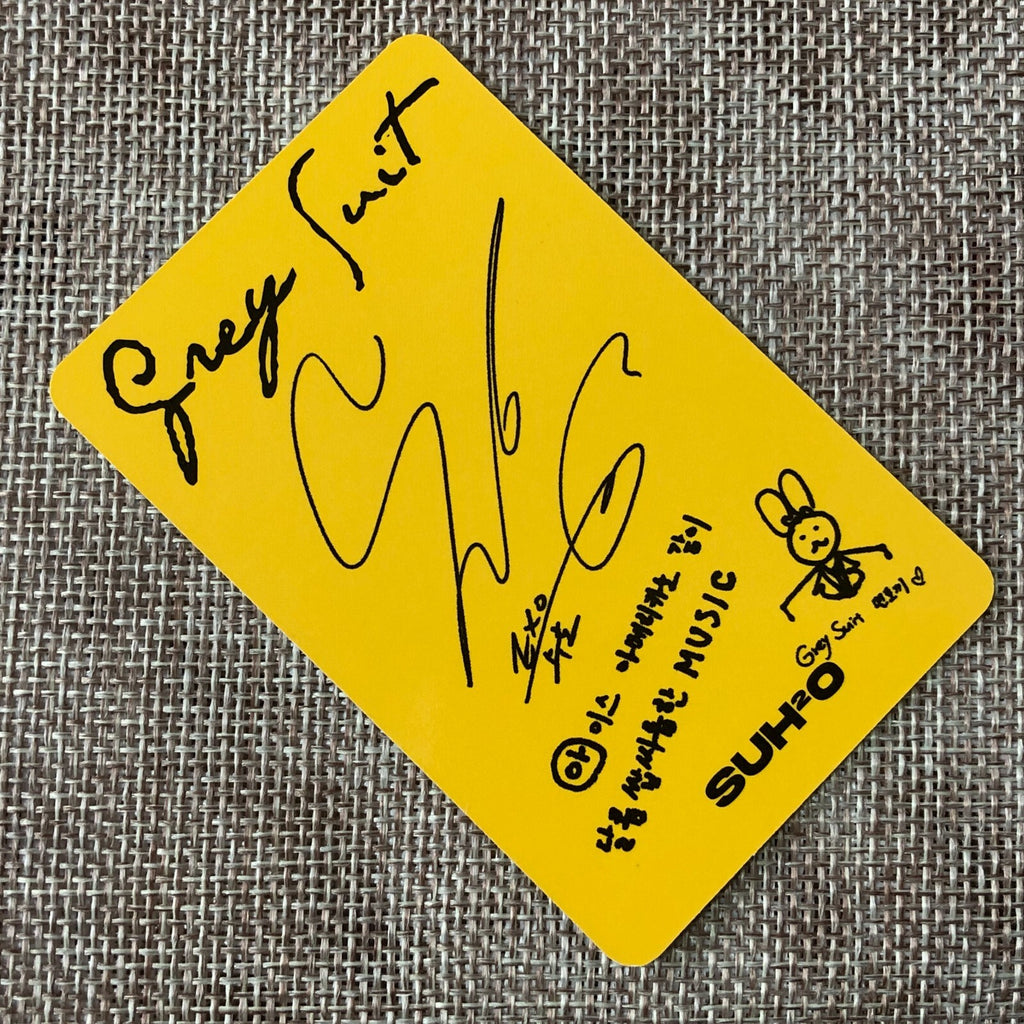 Grey Suit
EXO
수호
아이스 아메리카노 같이
달콤 쌉싸름한 MUSIC
Grey Suit
SUH2O